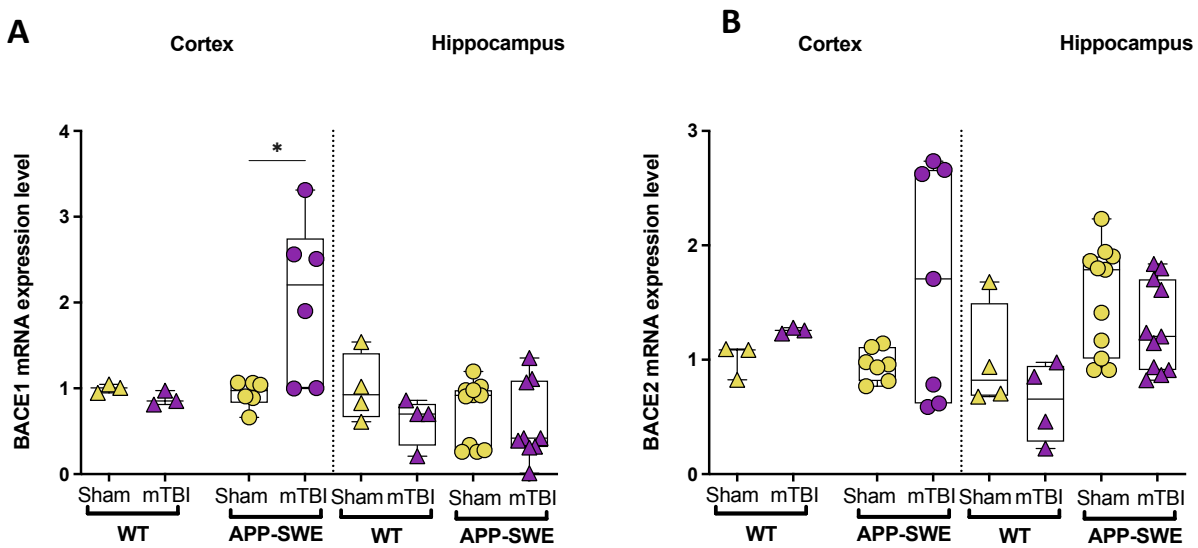 A
Cortex
Hippocampus
BACE1 mRNA expression level
4
3
2
1
0
*
Sham mTBI Sham mTBI Sham mTBI Sham mTBI
WT APP-SWE WT APP-SWE
B
Cortex
Hippocampus
BACE2 mRNA expression level
3
2
1
0
Sham mTBI Sham mTBI Sham mTBI Sham mTBI
WT APP-SWE WT APP-SWE